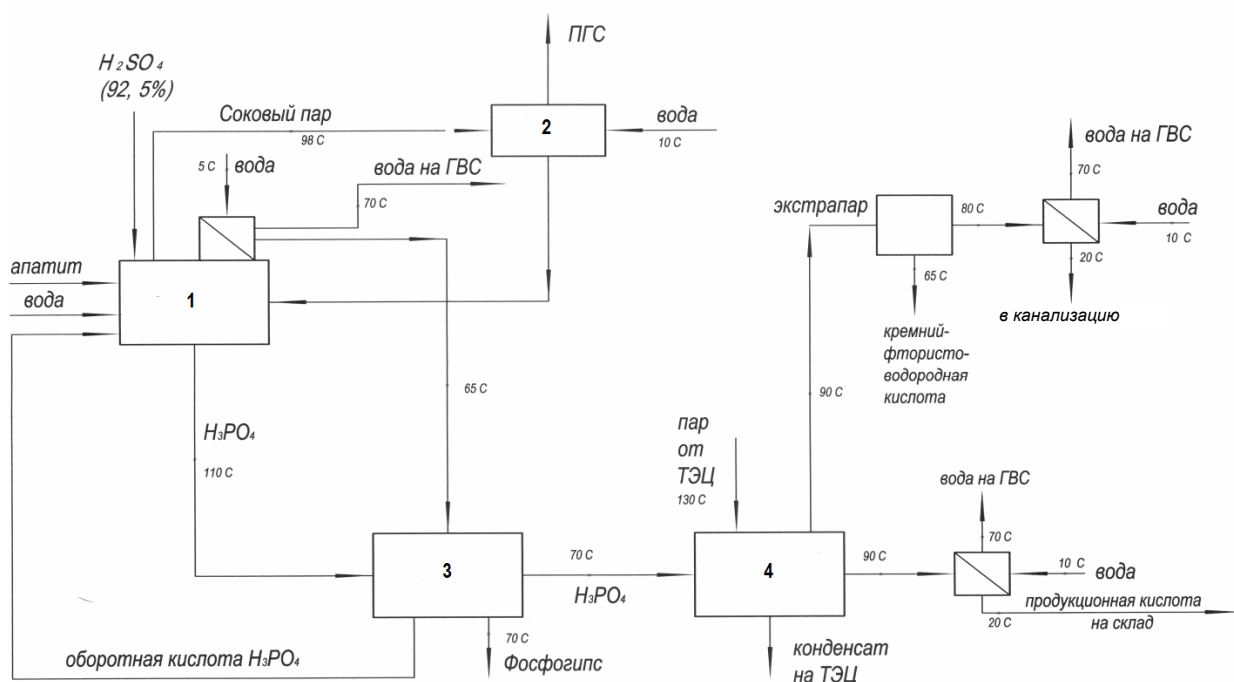 ПГС
H₂SO₄
(92, 5%)
Соковый пар
98 С
2
вода
10 С
5 С
вода
вода на ГВС
70 С
вода на ГВС
70 С
экстрапар
80 С
вода
10 С
20 С
65 С
в канализацию
кремний-
фтористо-
водородная
кислота
апатит
вода
1
65 С
90 С
H₃PO₄
110 С
пар
от
ТЭЦ
130 С
вода на ГВС
70 С
3
70 С
H₃PO₄
4
90 С
10 С
вода
продукционная кислота
на склад
20 С
оборотная кислота H₃PO₄
70 С
Фосфогипс
конденсат
на ТЭЦ